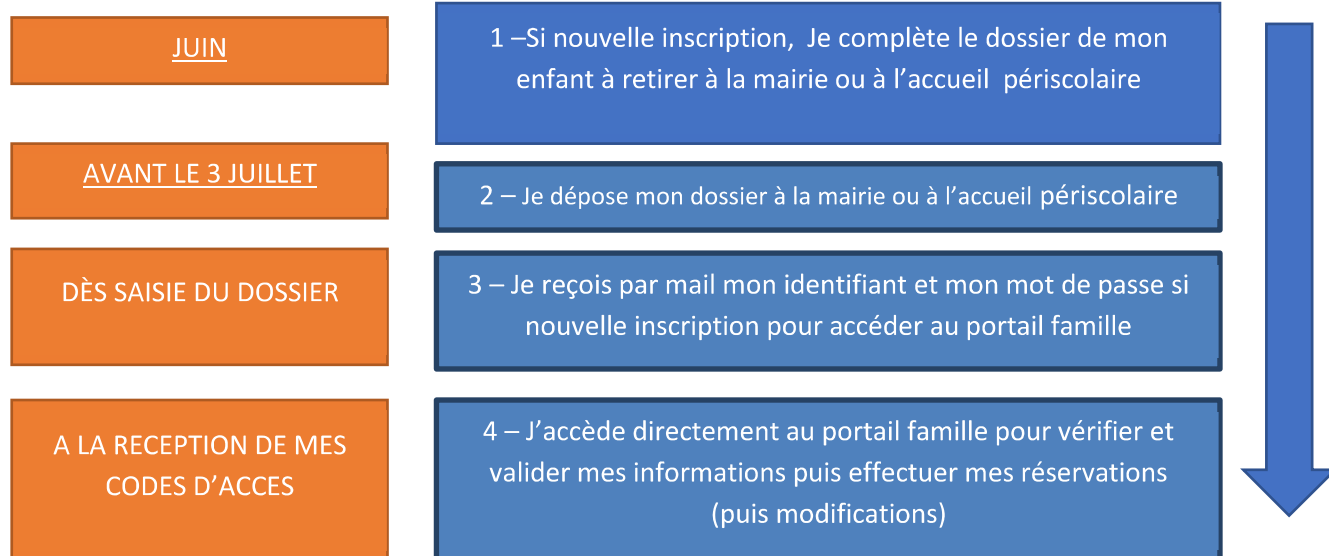 JUIN
1 –Si nouvelle inscription, Je complète le dossier de mon
enfant à retirer à la mairie ou à l’accueil périscolaire
AVANT LE 3 JUILLET
2 – Je dépose mon dossier à la mairie ou à l’accueil périscolaire
DÈS SAISIE DU DOSSIER
3 – Je reçois par mail mon identifiant et mon mot de passe si
nouvelle inscription pour accéder au portail famille
A LA RECEPTION DE MES
CODES D’ACCES
4 – J’accède directement au portail famille pour vérifier et
valider mes informations puis effectuer mes réservations
(puis modifications)